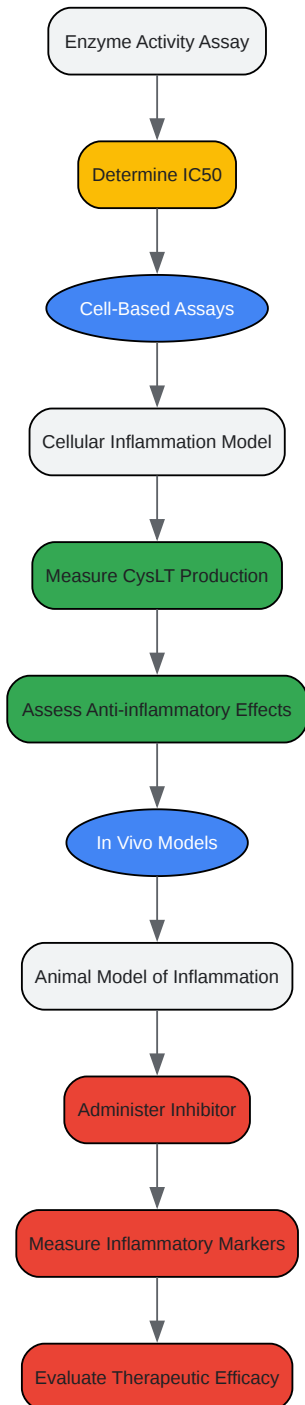 Enzyme Activity Assay
Determine IC50
Cell-Based Assays
Cellular Inflammation Model
Measure CysLT Production
Assess Anti-inflammatory Effects
In Vivo Models
Animal Model of Inflammation
Administer Inhibitor
Measure Inflammatory Markers
Evaluate Therapeutic Efficacy